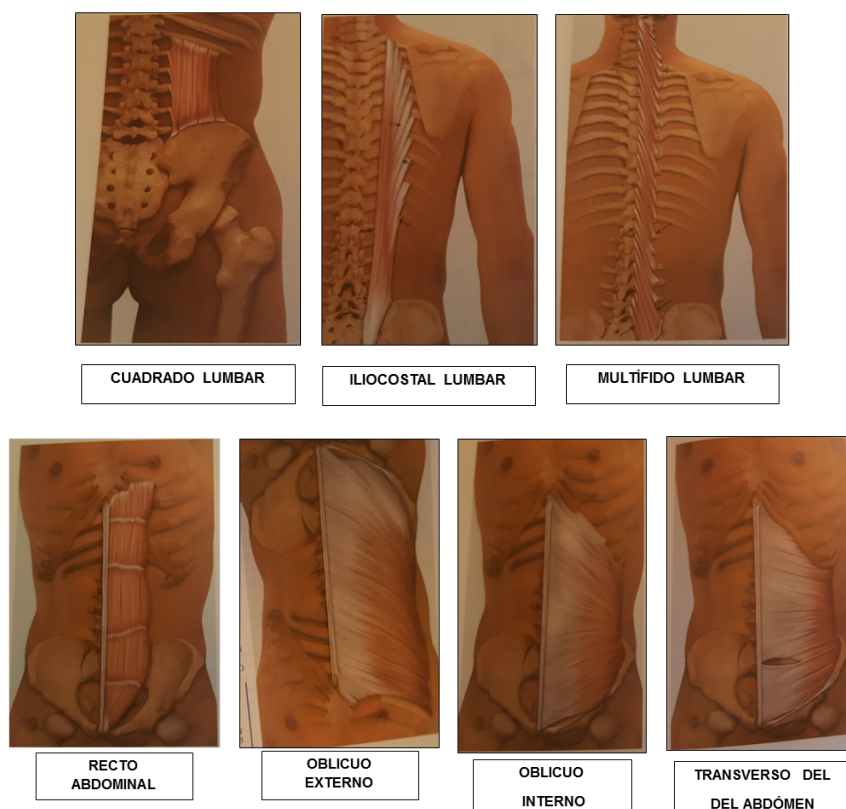 CUADRADO LUMBAR
ILIOCOSTAL LUMBAR
MULTÍFIDO LUMBAR
RECTO
ABDOMINAL
OBLICUO
EXTERNO
OBLICUO
INTERNO
TRANSVERSO DEL
DEL ABDÓMEN